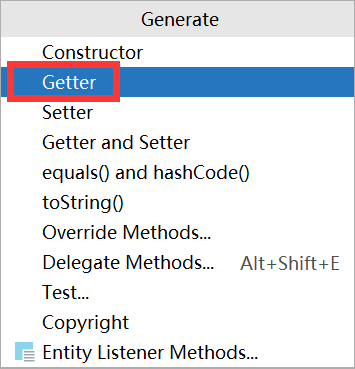 Generate
Constructor
Getter
Setter
Getter and Setter
equals() and hashCode()
toString()
Override Methods...
Delegate Methods... Alt+Shift+E
Test...
Copyright
Entity Listener Methods...